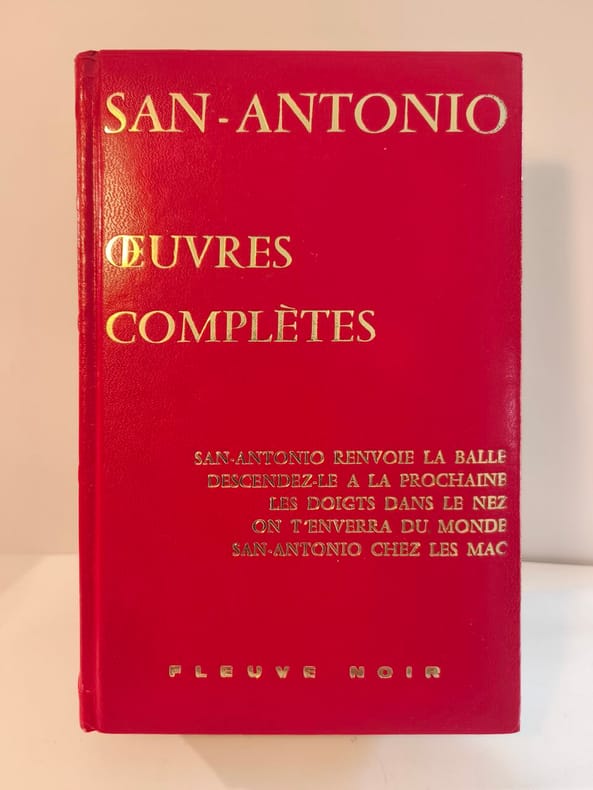 SAN-ANTONIO
ŒUVRES
COMPLÈTES
SAN-ANTONIO RENVOIE LA BALLE
DESCENDEZ-LE A LA PROCHAINE
LES DOIGTS DANS LE NEZ
ON T'ENVERRA DU MONDE
SAN-ANTONIO CHEZ LES MAC
FLEUVE NOIR